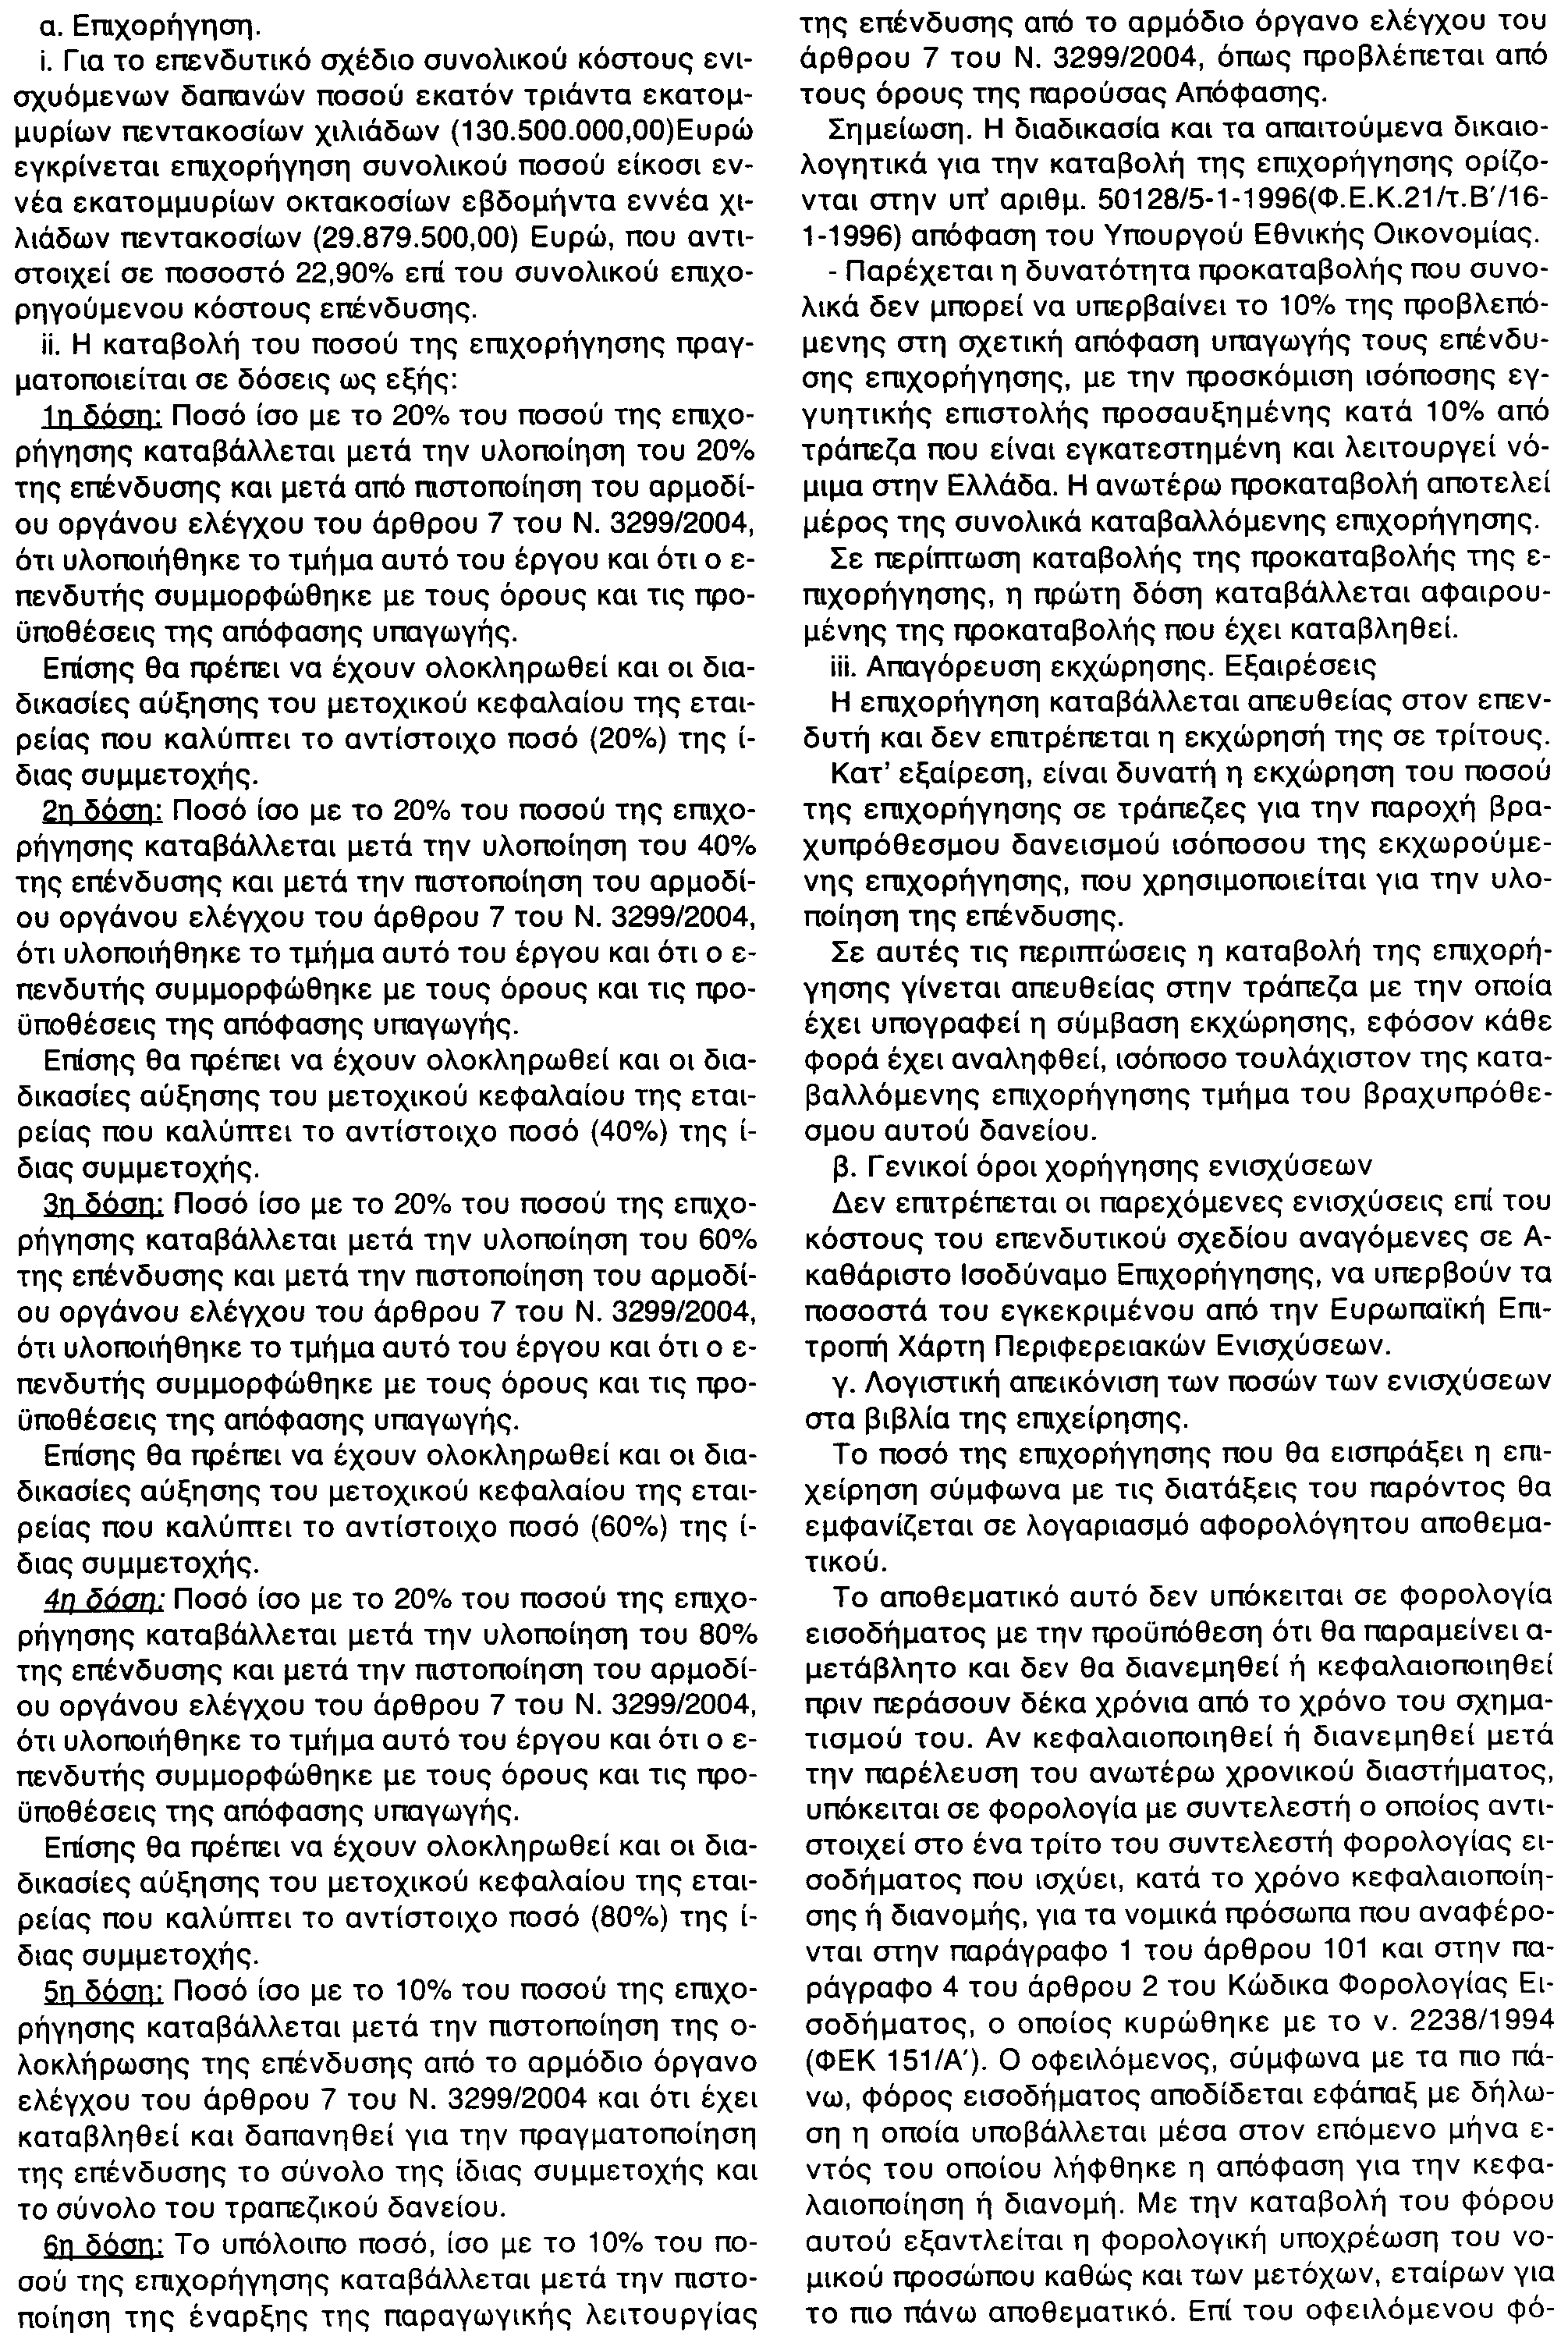 α. Επιχορήγηση.
i. Για το επενδυτικό σχέδιο συνολικού κόστους ενι-
σχυόμενων δαπανών ποσού εκατόν τριάντα εκατομ-
μυρίων πεντακοσίων χιλιάδων (130.500.000,00)Ευρώ
εγκρίνεται επιχορήγηση συνολικού ποσού είκοσι εν-
νέα εκατομμυρίων οκτακοσίων εβδομήντα εννέα χι-
λιάδων πεντακοσίων (29.879.500,00) Ευρώ, που αντι-
στοιχεί σε ποσοστό 22,90% επί του συνολικού επιχο-
ρηγούμενου κόστους επένδυσης.
ii. Η καταβολή του ποσού της επιχορήγησης πραγ-
ματοποιείται σε δόσεις ως εξής:
1η δόση: Ποσό ίσο με το 20% του ποσού της επιχο-
ρήγησης καταβάλλεται μετά την υλοποίηση του 20%
της επένδυσης και μετά από πιστοποίηση του αρμοδί-
ου οργάνου ελέγχου του άρθρου 7 του Ν. 3299/2004,
ότι υλοποιήθηκε το τμήμα αυτό του έργου και ότι ο ε-
πενδυτής συμμορφώθηκε με τους όρους και τις προ-
ϋποθέσεις της απόφασης υπαγωγής.
Επίσης θα πρέπει να έχουν ολοκληρωθεί και οι δια-
δικασίες αύξησης του μετοχικού κεφαλαίου της εται-
ρείας που καλύπτει το αντίστοιχο ποσό (20%) της ί-
διας συμμετοχής.
2η δόση: Ποσό ίσο με το 20% του ποσού της επιχο-
ρήγησης καταβάλλεται μετά την υλοποίηση του 40%
της επένδυσης και μετά την πιστοποίηση του αρμοδί-
ου οργάνου ελέγχου του άρθρου 7 του Ν. 3299/2004,
ότι υλοποιήθηκε το τμήμα αυτό του έργου και ότι ο ε-
πενδυτής συμμορφώθηκε με τους όρους και τις προ-
ϋποθέσεις της απόφασης υπαγωγής.
Επίσης θα πρέπει να έχουν ολοκληρωθεί και οι δια-
δικασίες αύξησης του μετοχικού κεφαλαίου της εται-
ρείας που καλύπτει το αντίστοιχο ποσό (40%) της ί-
διας συμμετοχής.
3η δόση: Ποσό ίσο με το 20% του ποσού της επιχο-
ρήγησης καταβάλλεται μετά την υλοποίηση του 60%
της επένδυσης και μετά την πιστοποίηση του αρμοδί-
ου οργάνου ελέγχου του άρθρου 7 του Ν. 3299/2004,
ότι υλοποιήθηκε το τμήμα αυτό του έργου και ότι ο ε-
πενδυτής συμμορφώθηκε με τους όρους και τις προ-
ϋποθέσεις της απόφασης υπαγωγής.
Επίσης θα πρέπει να έχουν ολοκληρωθεί και οι δια-
δικασίες αύξησης του μετοχικού κεφαλαίου της εται-
ρείας που καλύπτει το αντίστοιχο ποσό (60%) της ί-
διας συμμετοχής.
4η δόση: Ποσό ίσο με το 20% του ποσού της επιχο-
ρήγησης καταβάλλεται μετά την υλοποίηση του 80%
της επένδυσης και μετά την πιστοποίηση του αρμοδί-
ου οργάνου ελέγχου του άρθρου 7 του Ν. 3299/2004,
ότι υλοποιήθηκε το τμήμα αυτό του έργου και ότι ο ε-
πενδυτής συμμορφώθηκε με τους όρους και τις προ-
ϋποθέσεις της απόφασης υπαγωγής.
Επίσης θα πρέπει να έχουν ολοκληρωθεί και οι δια-
δικασίες αύξησης του μετοχικού κεφαλαίου της εται-
ρείας που καλύπτει το αντίστοιχο ποσό (80%) της ί-
διας συμμετοχής.
5η δόση: Ποσό ίσο με το 10% του ποσού της επιχο-
ρήγησης καταβάλλεται μετά την πιστοποίηση της ο-
λοκλήρωσης της επένδυσης από το αρμόδιο όργανο
ελέγχου του άρθρου 7 του Ν. 3299/2004 και ότι έχει
καταβληθεί και δαπανηθεί για την πραγματοποίηση
της επένδυσης το σύνολο της ίδιας συμμετοχής και
το σύνολο του τραπεζικού δανείου.
6η δόση: Το υπόλοιπο ποσό, ίσο με το 10% του πο-
σού της επιχορήγησης καταβάλλεται μετά την πιστο-
ποίηση της έναρξης της παραγωγικής λειτουργίας
της επένδυσης από το αρμόδιο όργανο ελέγχου του
άρθρου 7 του Ν. 3299/2004, όπως προβλέπεται από
τους όρους της παρούσας Απόφασης.
Σημείωση. Η διαδικασία και τα απαιτούμενα δικαιο-
λογητικά για την καταβολή της επιχορήγησης ορίζο-
νται στην υπ' αριθμ. 50128/5-1-1996(Φ.Ε.Κ.21/τ.Β'/16-
1-1996) απόφαση του Υπουργού Εθνικής Οικονομίας.
- Παρέχεται η δυνατότητα προκαταβολής που συνο-
λικά δεν μπορεί να υπερβαίνει το 10% της προβλεπό-
μενης στη σχετική απόφαση υπαγωγής τους επένδυ-
σης επιχορήγησης, με την προσκόμιση ισόποσης εγ-
γυητικής επιστολής προσαυξημένης κατά 10% από
τράπεζα που είναι εγκατεστημένη και λειτουργεί νό-
μιμα στην Ελλάδα. Η ανωτέρω προκαταβολή αποτελεί
μέρος της συνολικά καταβαλλόμενης επιχορήγησης.
Σε περίπτωση καταβολής της προκαταβολής της ε-
πιχορήγησης, η πρώτη δόση καταβάλλεται αφαιρου-
μένης της προκαταβολής που έχει καταβληθεί.
iii. Απαγόρευση εκχώρησης. Εξαιρέσεις
Η επιχορήγηση καταβάλλεται απευθείας στον επεν-
δυτή και δεν επιτρέπεται η εκχώρησή της σε τρίτους.
Κατ' εξαίρεση, είναι δυνατή η εκχώρηση του ποσού
της επιχορήγησης σε τράπεζες για την παροχή βρα-
χυπρόθεσμου δανεισμού ισόποσου της εκχωρούμε-
νης επιχορήγησης, που χρησιμοποιείται για την υλο-
ποίηση της επένδυσης.
Σε αυτές τις περιπτώσεις η καταβολή της επιχορή-
γησης γίνεται απευθείας στην τράπεζα με την οποία
έχει υπογραφεί η σύμβαση εκχώρησης, εφόσον κάθε
φορά έχει αναληφθεί, ισόποσο τουλάχιστον της κατα-
βαλλόμενης επιχορήγησης τμήμα του βραχυπρόθε-
σμου αυτού δανείου.
β. Γενικοί όροι χορήγησης ενισχύσεων
Δεν επιτρέπεται οι παρεχόμενες ενισχύσεις επί του
κόστους του επενδυτικού σχεδίου αναγόμενες σε Α-
καθάριστο Ισοδύναμο Επιχορήγησης, να υπερβούν τα
ποσοστά του εγκεκριμένου από την Ευρωπαϊκή Επι-
τροπή Χάρτη Περιφερειακών Ενισχύσεων.
γ. Λογιστική απεικόνιση των ποσών των ενισχύσεων
στα βιβλία της επιχείρησης.
Το ποσό της επιχορήγησης που θα εισπράξει η επι-
χείρηση σύμφωνα με τις διατάξεις του παρόντος θα
εμφανίζεται σε λογαριασμό αφορολόγητου αποθεμα-
τικού.
Το αποθεματικό αυτό δεν υπόκειται σε φορολογία
εισοδήματος με την προϋπόθεση ότι θα παραμείνει α-
μετάβλητο και δεν θα διανεμηθεί ή κεφαλαιοποιηθεί
πριν περάσουν δέκα χρόνια από το χρόνο του σχημα-
τισμού του. Αν κεφαλαιοποιηθεί ή διανεμηθεί μετά
την παρέλευση του ανωτέρω χρονικού διαστήματος,
υπόκειται σε φορολογία με συντελεστή ο οποίος αντι-
στοιχεί στο ένα τρίτο του συντελεστή φορολογίας ει-
σοδήματος που ισχύει, κατά το χρόνο κεφαλαιοποίη-
σης ή διανομής, για τα νομικά πρόσωπα που αναφέρο-
νται στην παράγραφο 1 του άρθρου 101 και στην πα-
ράγραφο 4 του άρθρου 2 του Κώδικα Φορολογίας Ει-
σοδήματος, ο οποίος κυρώθηκε με το ν. 2238/1994
(ΦΕΚ 151/Α'). Ο οφειλόμενος, σύμφωνα με τα πιο πά-
νω, φόρος εισοδήματος αποδίδεται εφάπαξ με δήλω-
ση η οποία υποβάλλεται μέσα στον επόμενο μήνα ε-
ντός του οποίου λήφθηκε η απόφαση για την κεφα-
λαιοποίηση ή διανομή. Με την καταβολή του φόρου
αυτού εξαντλείται η φορολογική υποχρέωση του νο-
μικού προσώπου καθώς και των μετόχων, εταίρων για
το πιο πάνω αποθεματικό. Επί του οφειλόμενου φό-